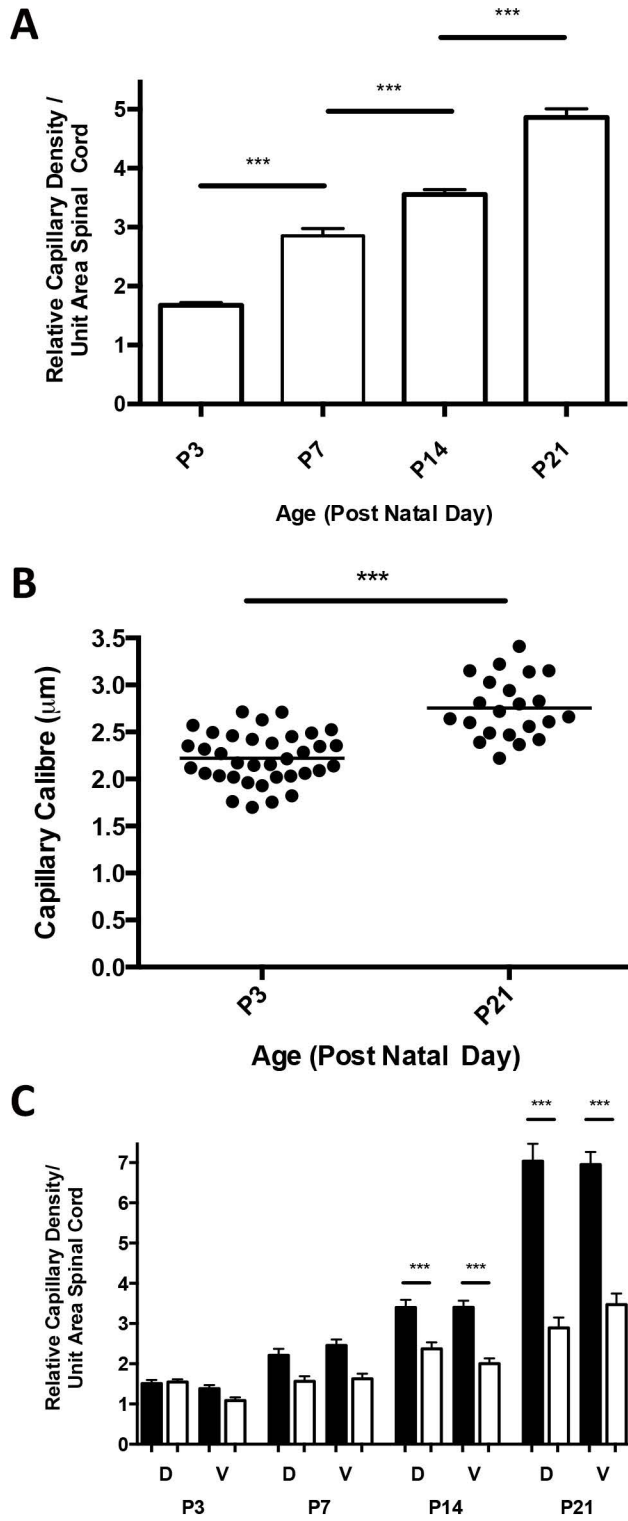 A
***
***
***
Relative Capillary Density /
Unit Area Spinal Cord
5
4
3
2
1
0
P3
P7
P14
P21
Age (Post Natal Day)
B
***
Capillary Calibre (μm)
3.5
3.0
2.5
2.0
1.5
1.0
0.5
0.0
P3
P21
Age (Post Natal Day)
C
***
***
***
***
Relative Capillary Density/
Unit Area Spinal Cord
7
6
5
4
3
2
1
0
D V D V D V D V
P3 P7 P14 P21